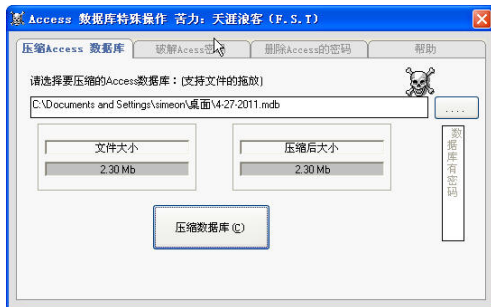 Access 数据库特殊操作 苦力：天涯浪客（F.S.T）
压缩Access 数据库 破解Acess密码 删除Access的密码 帮助
请选择要压缩的Access数据库：(支持文件的拖放)
C:\Documents and Settings\simeon\桌面\4-27-2011.mdb
....
文件大小 压缩后大小
2.30 Mb 2.30 Mb
数据库有密码
压缩数据库(C)